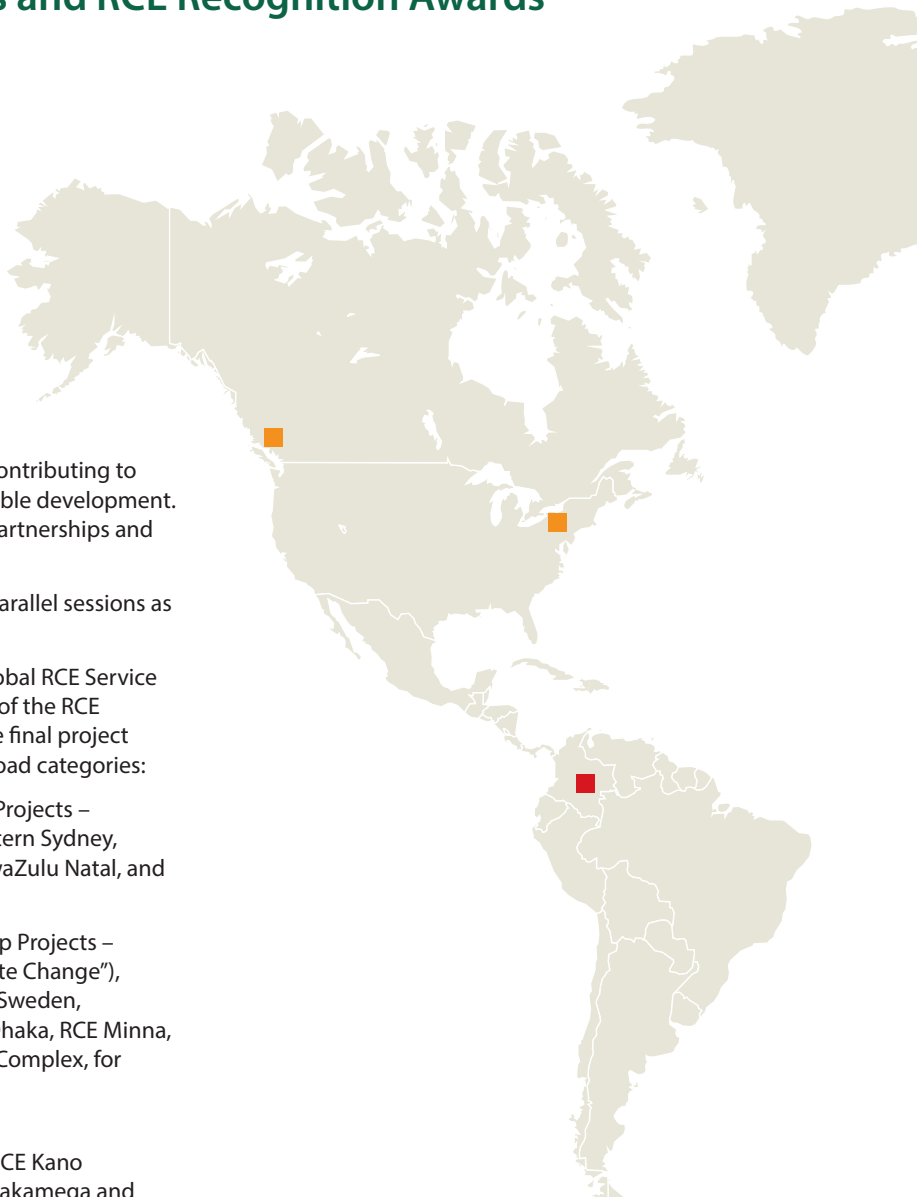 and RCE Recognition Awards
ontributing to
ble development.
artnerships and
arallel sessions as
obal RCE Service
of the RCE
final project
oad categories:
Projects –
tern Sydney,
waZulu Natal, and
p Projects –
te Change”),
Sweden,
Dhaka, RCE Minna,
Complex, for
CE Kano
akamega and